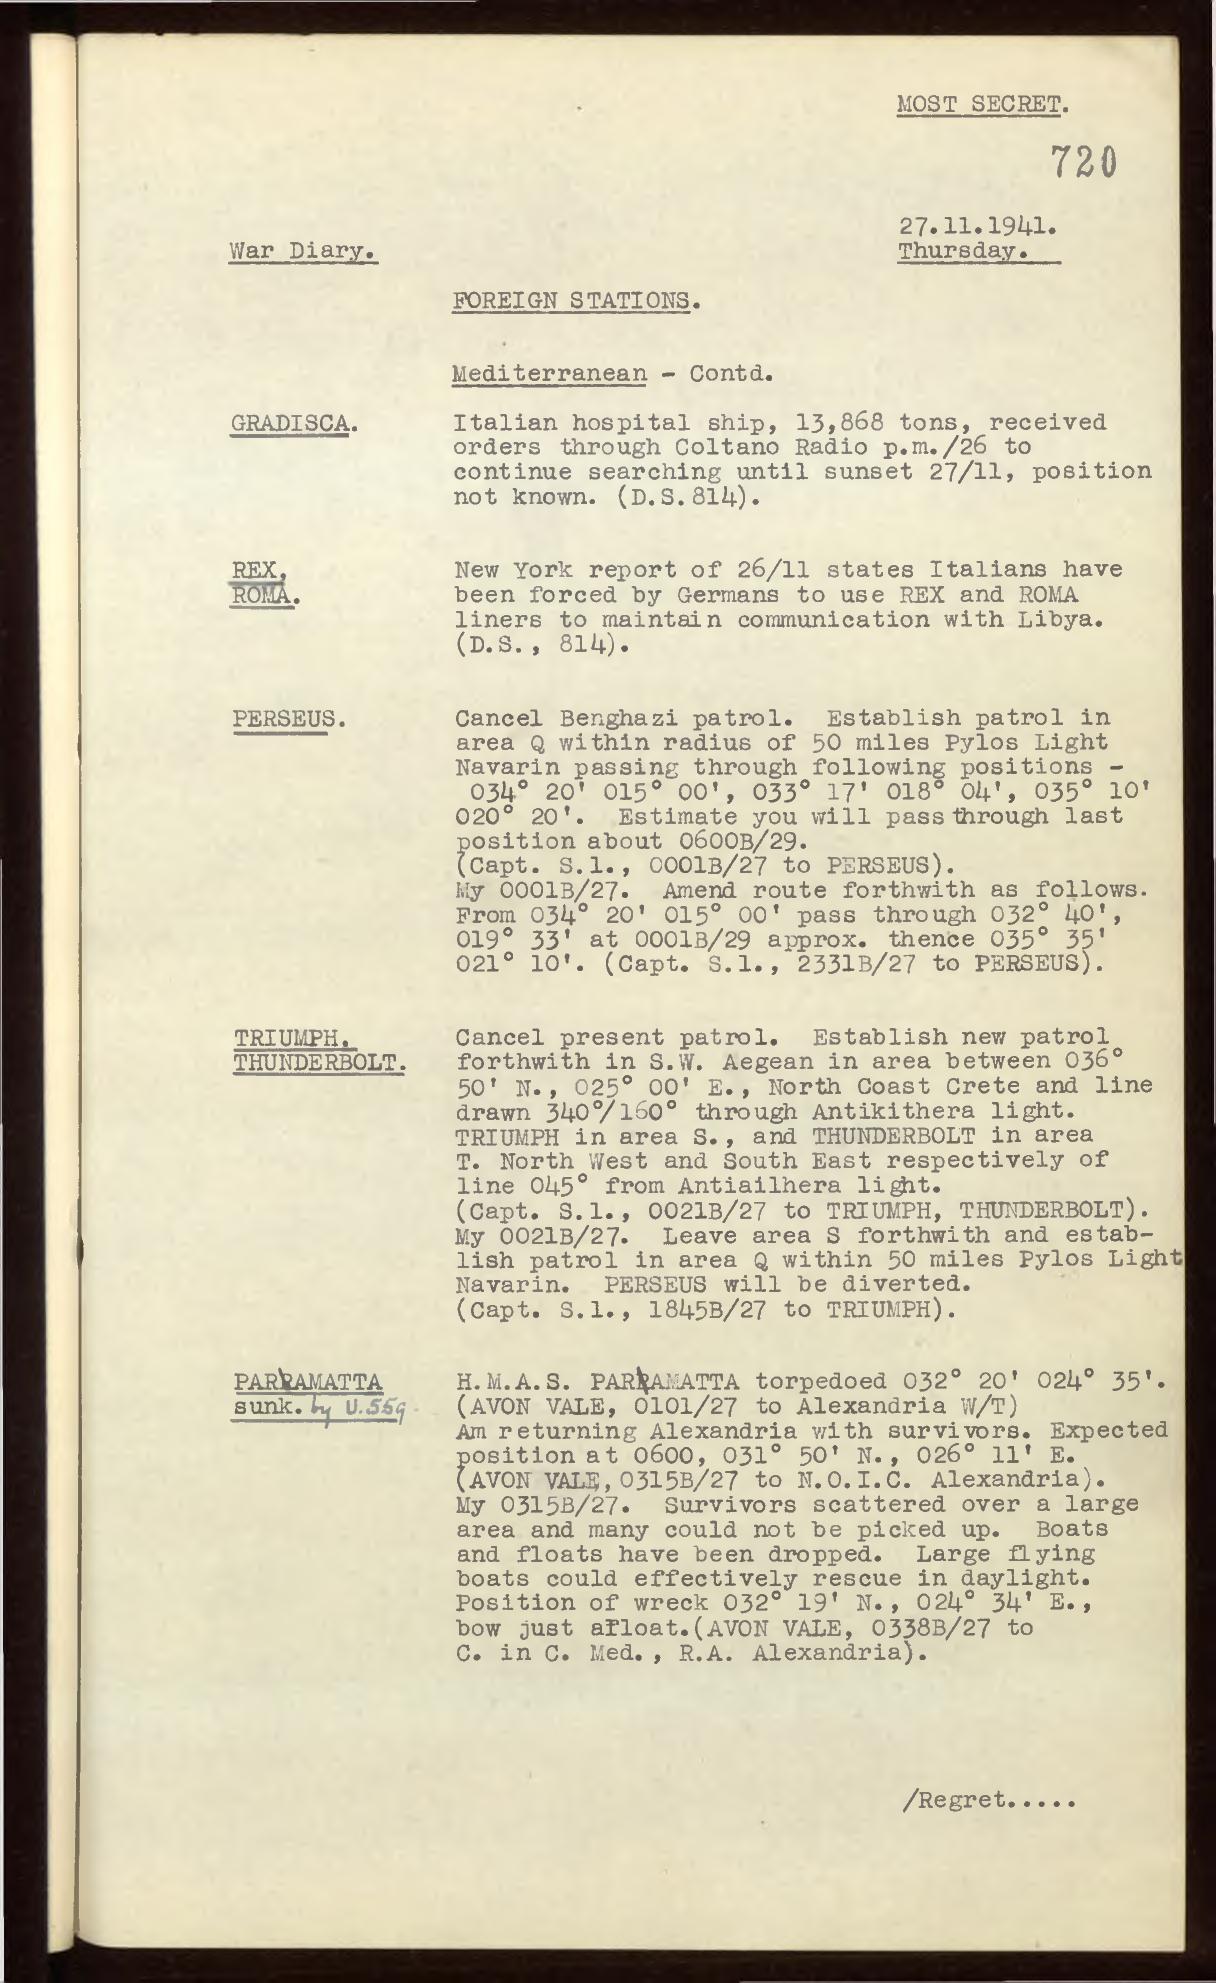 MOST SECRET.
720
27.11.1941.
War Diary. Thursday.
FOREIGN STATIONS.
Mediterranean - Contd.
GRADISCA. Italian hospital ship, 13,868 tons, received
orders through Coltano Radio p.m./26 to
continue searching until sunset 27/11, position
not known. (D.S.814).
REX, New York report of 26/11 states Italians have
ROMA. been forced by Germans to use REX and ROMA
liners to maintain communication with Libya.
(D.S., 814).
PERSEUS. Cancel Benghazi patrol. Establish patrol in
area Q within radius of 50 miles Pylos Light
Navarin passing through following positions -
034° 20' 015° 00', 033° 17' 018° 04', 035° 10'
020° 20'. Estimate you will pass through last
position about 0600B/29.
(Capt. S.1., 0001B/27 to PERSEUS).
My 0001B/27. Amend route forthwith as follows.
From 034° 20' 015° 00' pass through 032° 40',
019° 33' at 0001B/29 approx. thence 035° 35'
021° 10'. (Capt. S.1., 2331B/27 to PERSEUS).
TRIUMPH. Cancel present patrol. Establish new patrol
THUNDERBOLT. forthwith in S.W. Aegean in area between 036°
50' N., 025° 00' E., North Coast Crete and line
drawn 340°/160° through Antikithera light.
TRIUMPH in area S., and THUNDERBOLT in area
T. North West and South East respectively of
line 045° from Antiailhera light.
(Capt. S.1., 0021B/27 to TRIUMPH, THUNDERBOLT).
My 0021B/27. Leave area S forthwith and estab-
lish patrol in area Q within 50 miles Pylos Light
Navarin. PERSEUS will be diverted.
(Capt. S.1., 1845B/27 to TRIUMPH).
PARRAMATTA H.M.A.S. PARRAMATTA torpedoed 032° 20' 024° 35'.
sunk. by U.559. (AVON VALE, 0101/27 to Alexandria W/T)
Am returning Alexandria with survivors. Expected
position at 0600, 031° 50' N., 026° 11' E.
(AVON VALE, 0315B/27 to N.O.I.C. Alexandria).
My 0315B/27. Survivors scattered over a large
area and many could not be picked up. Boats
and floats have been dropped. Large flying
boats could effectively rescue in daylight.
Position of wreck 032° 19' N., 024° 34' E.,
bow just afloat.(AVON VALE, 0338B/27 to
C. in C. Med., R.A. Alexandria).
/Regret.....